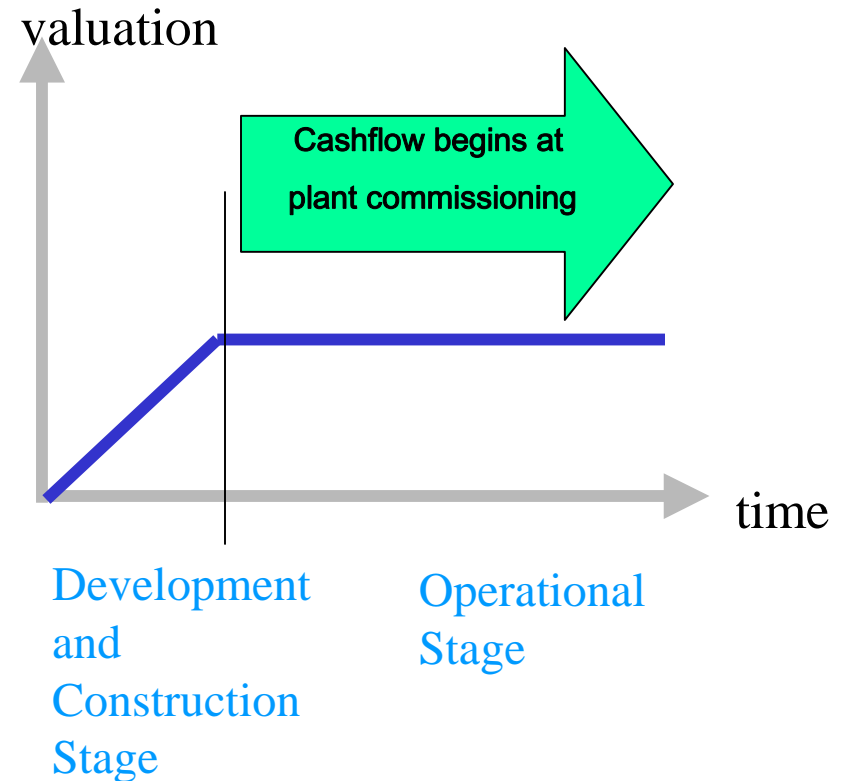 valuation
Cashflow begins at
plant commissioning
time
Development
and
Construction
Stage
Operational
Stage